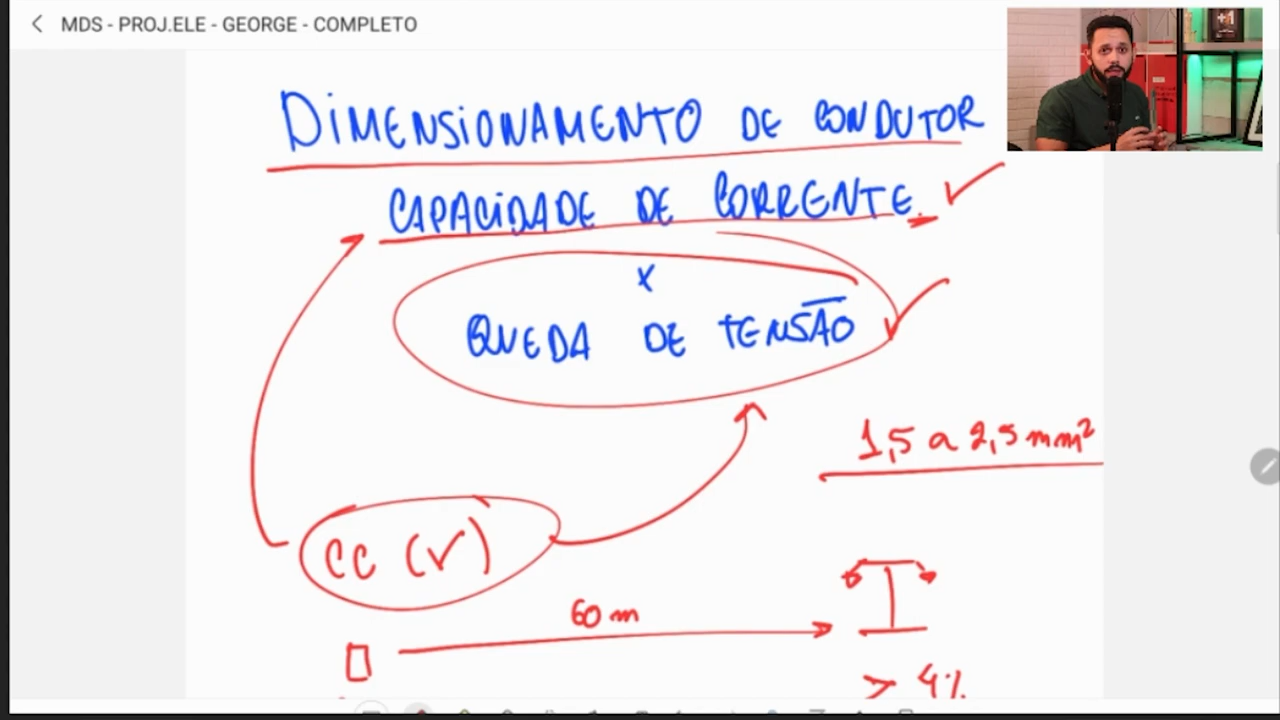 MDS - PROJ.ELE - GEORGE - COMPLETO
DIMENSIONAMENTO DE CONDUTOR
CAPACIDADE DE CORRENTE.
X
QUEDA DE TENSÃO
1,5 a 2,5 mm²
CC (√)
60 m
> 4%